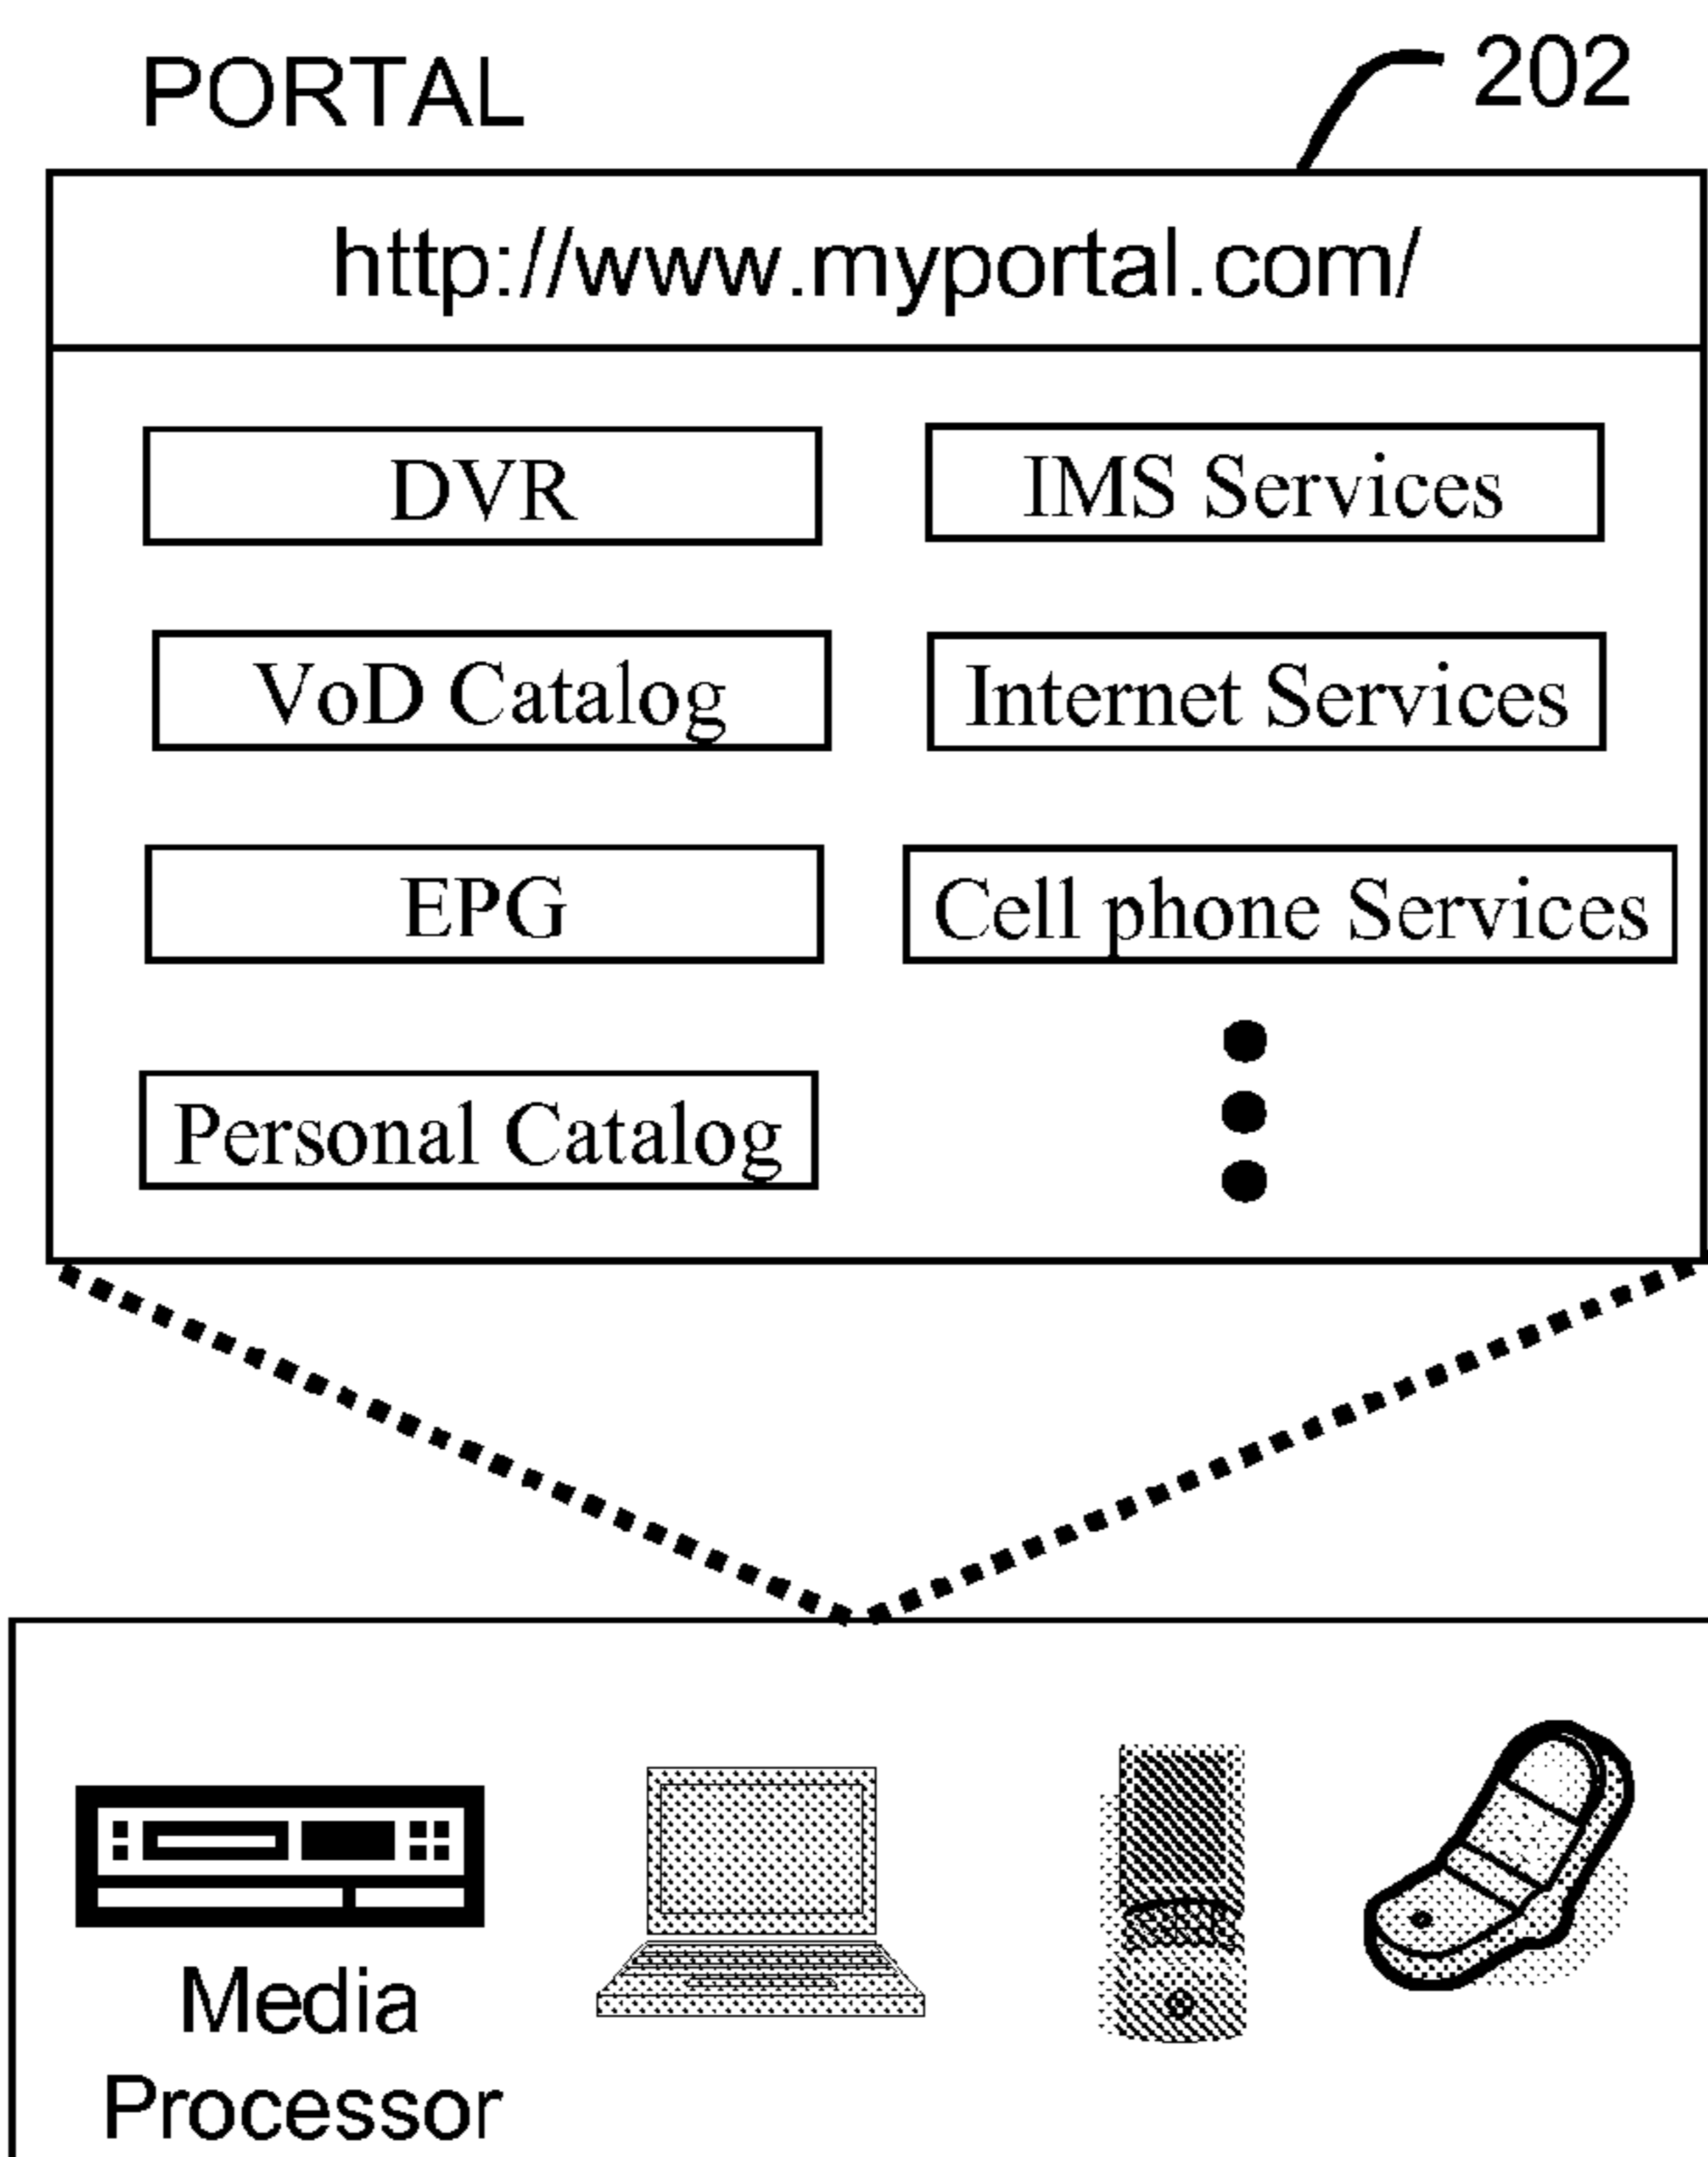 PORTAL
202
http://www.myportal.com/
DVR
IMS Services
VoD Catalog
Internet Services
EPG
Cell phone Services
Personal Catalog
Media
Processor